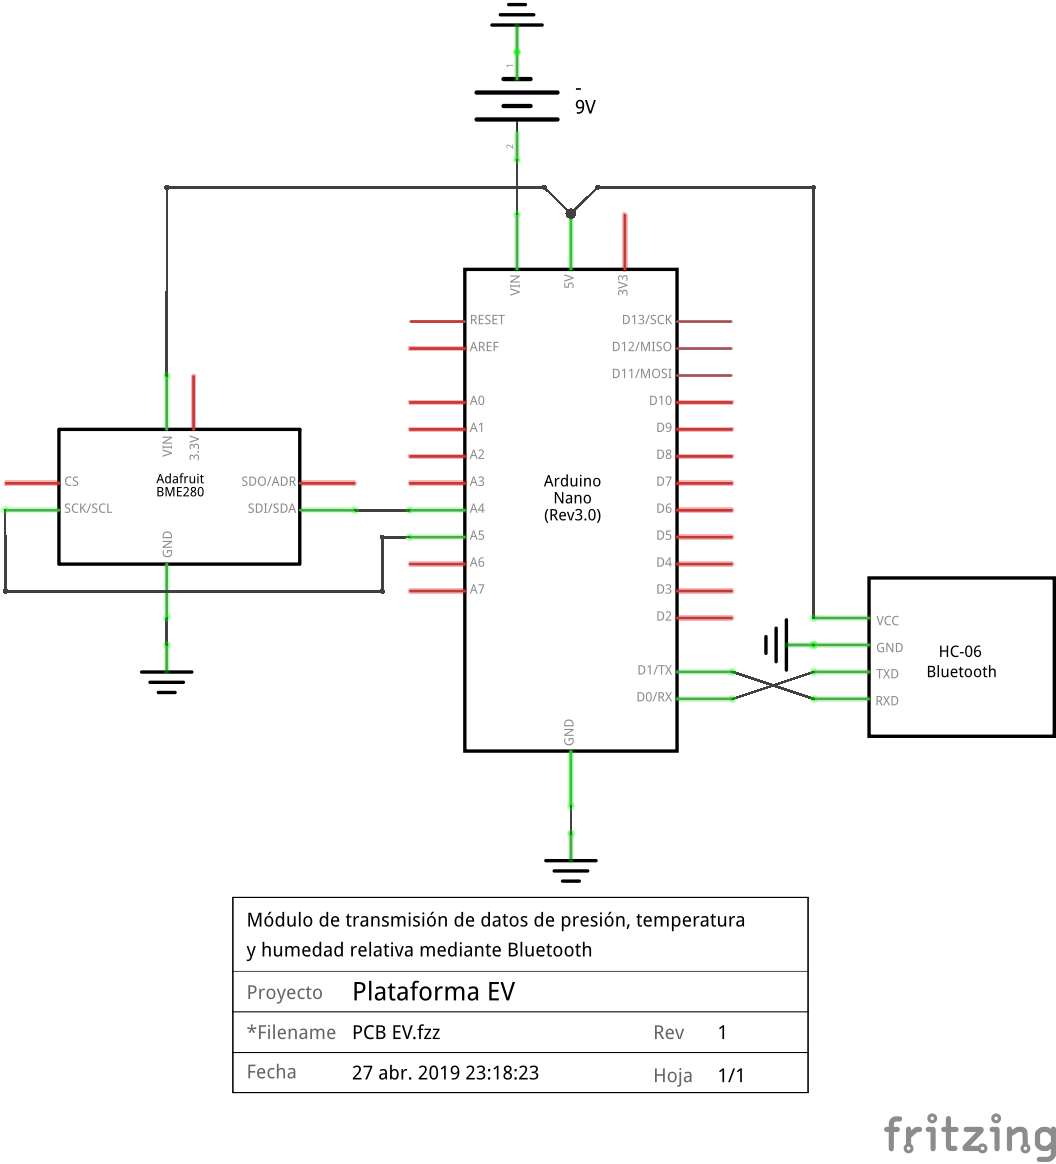 1
-
9V
2
VIN
5V
3V3
RESET
AREF
A0
A1
A2
A3
A4
A5
A6
A7
D13/SCK
D12/MISO
D11/MOSI
D10
D9
D8
D7
D6
D5
D4
D3
D2
D1/TX
D0/RX
GND
Arduino
Nano
(Rev3.0)
VIN
3.3V
CS
SCK/SCL
Adafruit
BME280
SDO/ADR
SDI/SDA
GND
VCC
GND
TXD
RXD
HC-06
Bluetooth
Módulo de transmisión de datos de presión, temperatura
y humedad relativa mediante Bluetooth
Proyecto Plataforma EV
*Filename PCB EV.fzz Rev 1
Fecha 27 abr. 2019 23:18:23 Hoja 1/1
fritzing